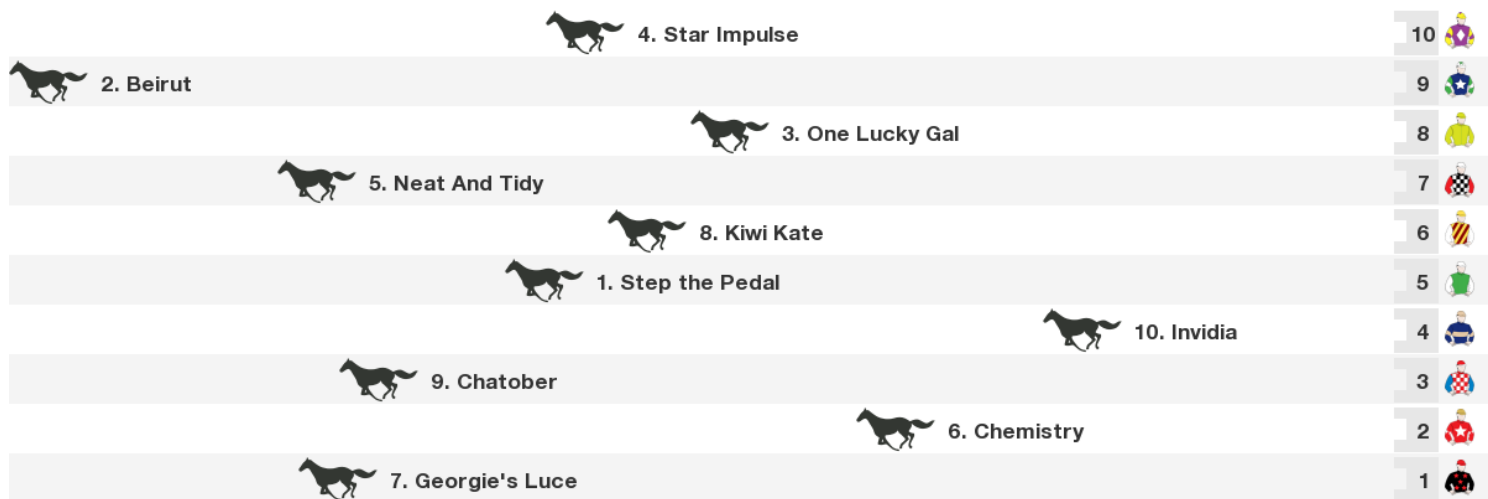 4. Star Impulse 10
2. Beirut 9
3. One Lucky Gal 8
5. Neat And Tidy 7
8. Kiwi Kate 6
1. Step the Pedal 5
10. Invidia 4
9. Chatober 3
6. Chemistry 2
7. Georgie's Luce 1